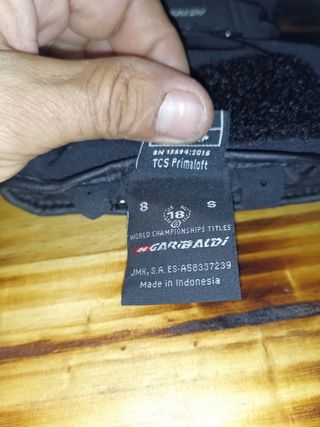 EN 13594:2015
TCS Primaloft
8 S
18
WORLD CHAMPIONSHIPS TITLES
GARIBALDI
JMK, S.A. ES-A58337239
Made in Indonesia